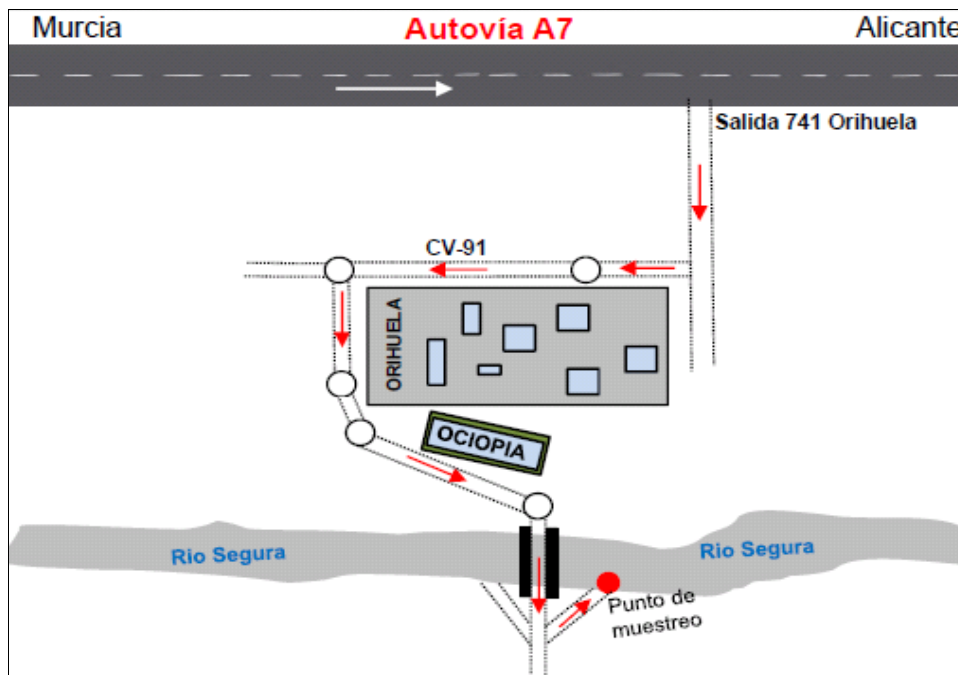 Murcia
Autovía A7
Alicante
Salida 741 Orihuela
CV-91
ORIHUELA
OCIOPIA
Rio Segura
Rio Segura
Punto de
muestreo